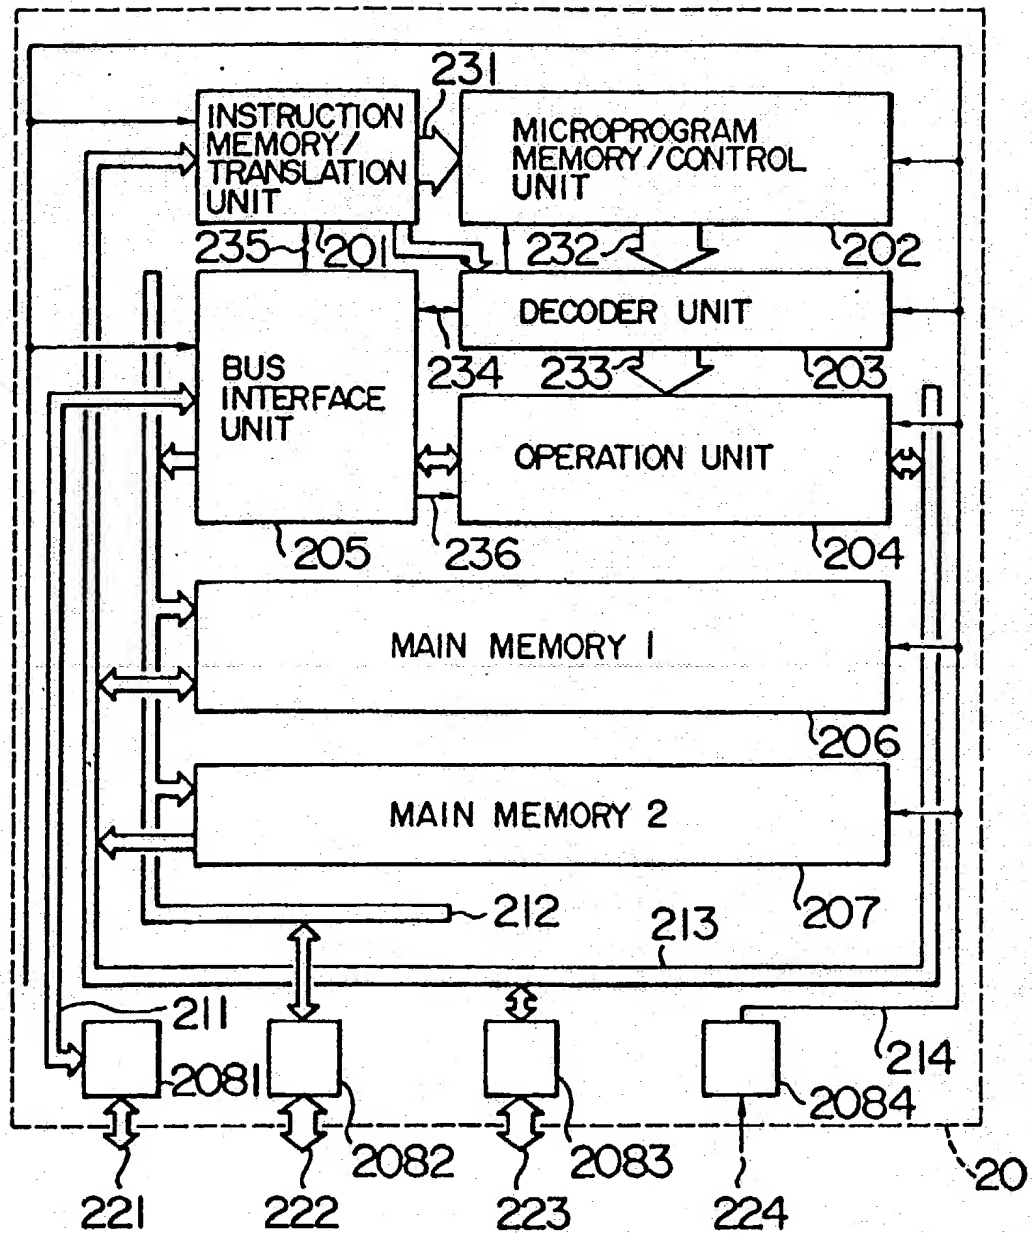 231
INSTRUCTION
MEMORY/
TRANSLATION
UNIT
MICROPROGRAM
MEMORY/CONTROL
UNIT
235
201
232
202
DECODER UNIT
234
233
203
BUS
INTERFACE
UNIT
OPERATION UNIT
205
236
204
MAIN MEMORY 1
206
MAIN MEMORY 2
207
212
213
211
214
2081
2082
2083
2084
20
221
222
223
224